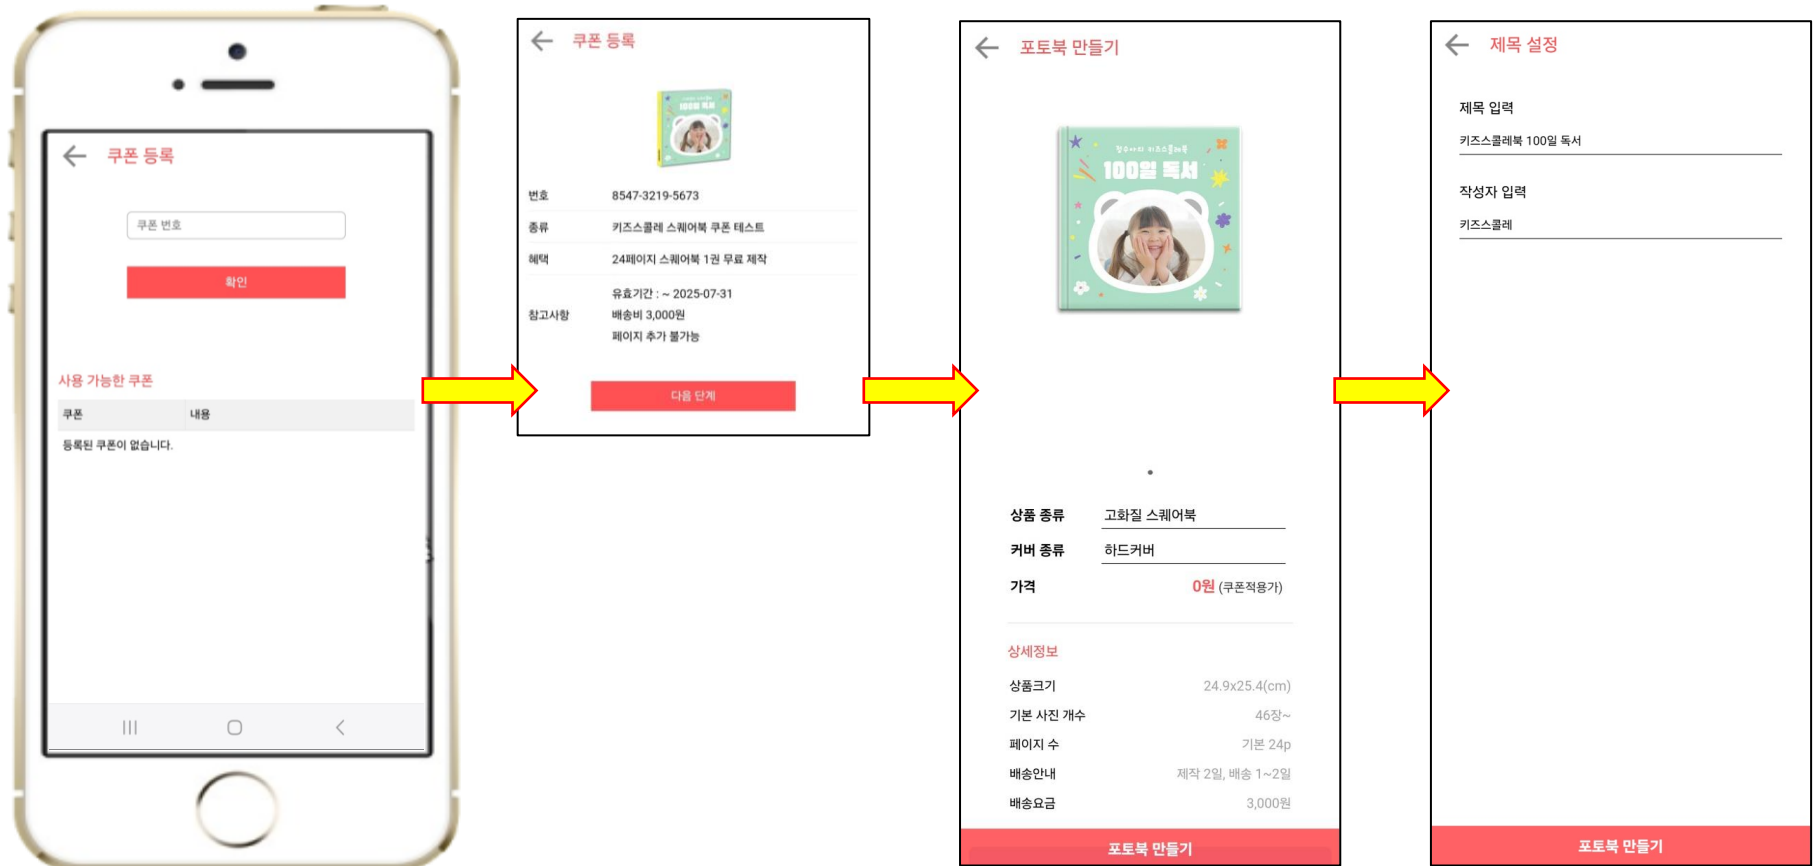 쿠폰 등록
쿠폰 번호
확인
사용 가능한 쿠폰
쿠폰 내용
등록된 쿠폰이 없습니다.
쿠폰 등록
100일 독서
번호 8547-3219-5673
종류 키즈스콜레 스퀘어북 쿠폰 테스트
혜택 24페이지 스퀘어북 1권 무료 제작
참고사항 유효기간 : ~ 2025-07-31
배송비 3,000원
페이지 추가 불가능
다음 단계
포토북 만들기
키즈스콜레북
100일 독서
상품 종류 고화질 스퀘어북
커버 종류 하드커버
가격 0원 (쿠폰적용가)
상세정보
상품크기 24.9x25.4(cm)
기본 사진 개수 46장~
페이지 수 기본 24p
배송안내 제작 2일, 배송 1~2일
배송요금 3,000원
포토북 만들기
제목 설정
제목 입력
키즈스콜레북 100일 독서
작성자 입력
키즈스콜레
포토북 만들기